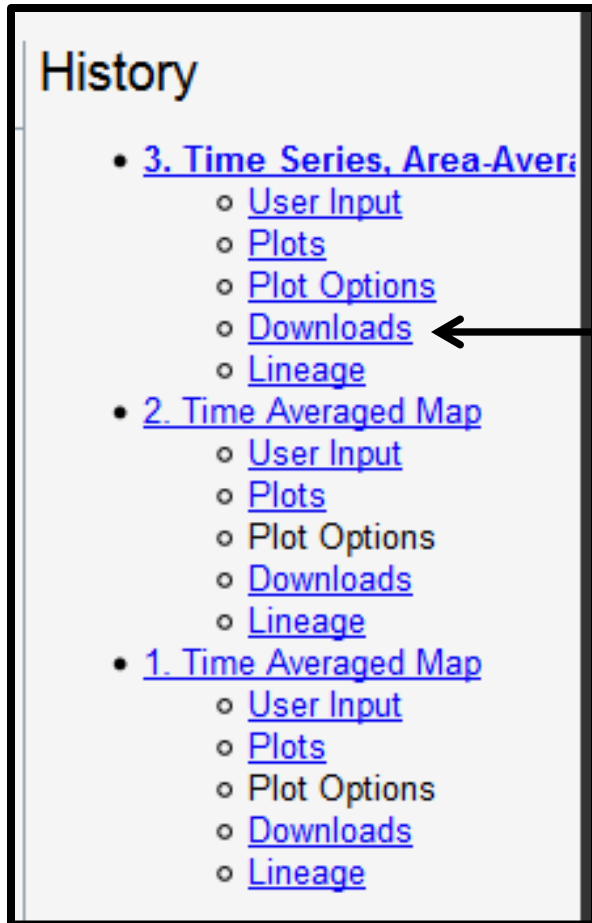 History
3. Time Series, Area-Avera
User Input
Plots
Plot Options
Downloads
Lineage
2. Time Averaged Map
User Input
Plots
Plot Options
Downloads
Lineage
1. Time Averaged Map
User Input
Plots
Plot Options
Downloads
Lineage